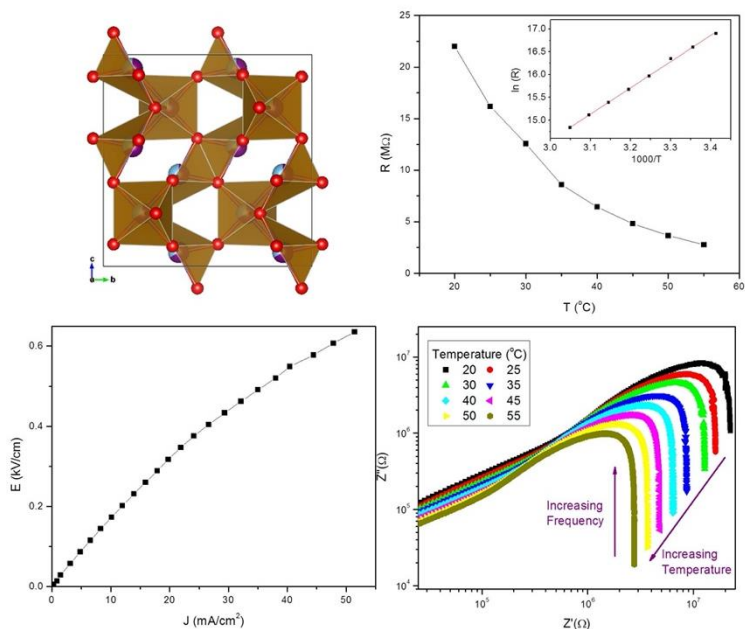 c
a
b
25
20
15
10
5
0
R (MΩ)
10 20 30 40 50 60
T (°C)
17.0
16.5
16.0
15.5
15.0
ln (R)
3.0 3.1 3.2 3.3 3.4
1000/T
0.6
0.4
0.2
0.0
E (kV/cm)
0 10 20 30 40 50
J (mA/cm²)
10⁷
10⁶
10⁵
10⁴
Z''(Ω)
Temperature (°C)
20 25
30 35
40 45
50 55
Increasing
Frequency
Increasing
Temperature
10⁵ 10⁶ 10⁷
Z'(Ω)